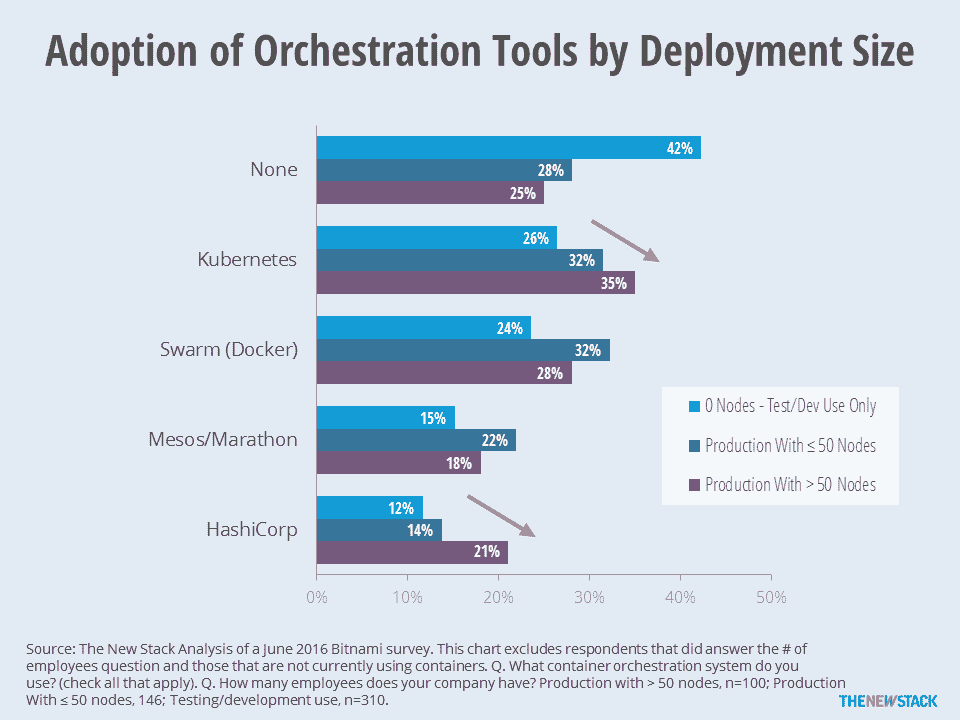 Adoption of Orchestration Tools by Deployment Size
None
42%
28%
25%
Kubernetes
26%
32%
35%
Swarm (Docker)
24%
32%
28%
Mesos/Marathon
15%
22%
18%
HashiCorp
12%
14%
21%
0% 10% 20% 30% 40% 50%
0 Nodes - Test/Dev Use Only
Production With ≤ 50 Nodes
Production With > 50 Nodes
Source: The New Stack Analysis of a June 2016 Bitnami survey. This chart excludes respondents that did answer the # of
employees question and those that are not currently using containers. Q. What container orchestration system do you
use? (check all that apply). Q. How many employees does your company have? Production with > 50 nodes, n=100; Production
With ≤ 50 nodes, 146; Testing/development use, n=310.
THENEWSTACK